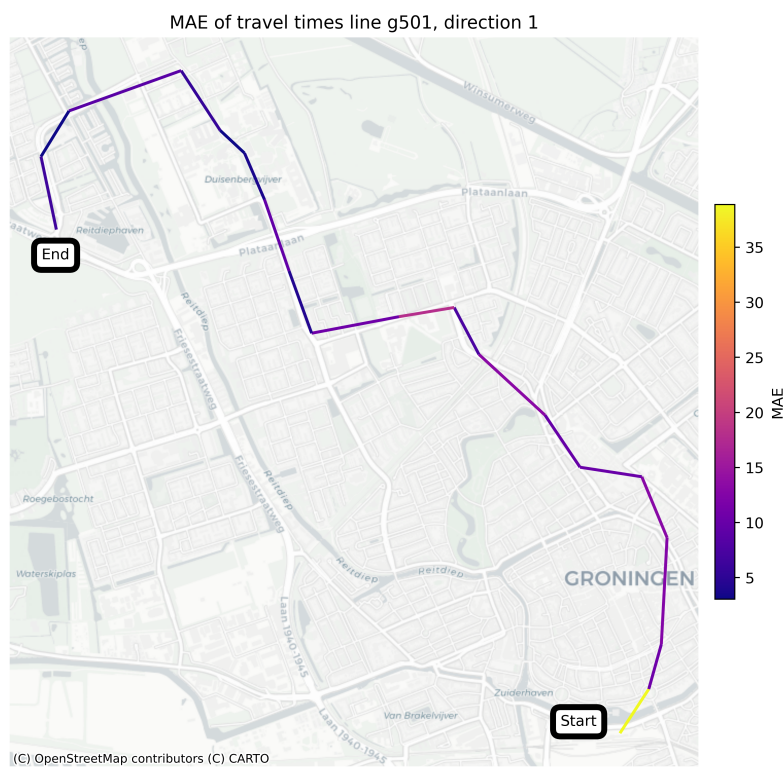 MAE of travel times line g501, direction 1
Reitdiep
Winsumerweg
Duisenbergvijver
Plataanlaan
Reitdiephaven
Plataanlaan
End
35
Reitdiep
30
Friesestraatweg
25
MAE
20
15
Friesestraatweg
Reitdiep
Roegebostocht
10
Reitdiep
Reitdiep
Waterskiplas
GRONINGEN
5
Laan 1940-1945
Zuiderhaven
Van Brakelvijver
Start
Laan 1940-1945
(C) OpenStreetMap contributors (C) CARTO